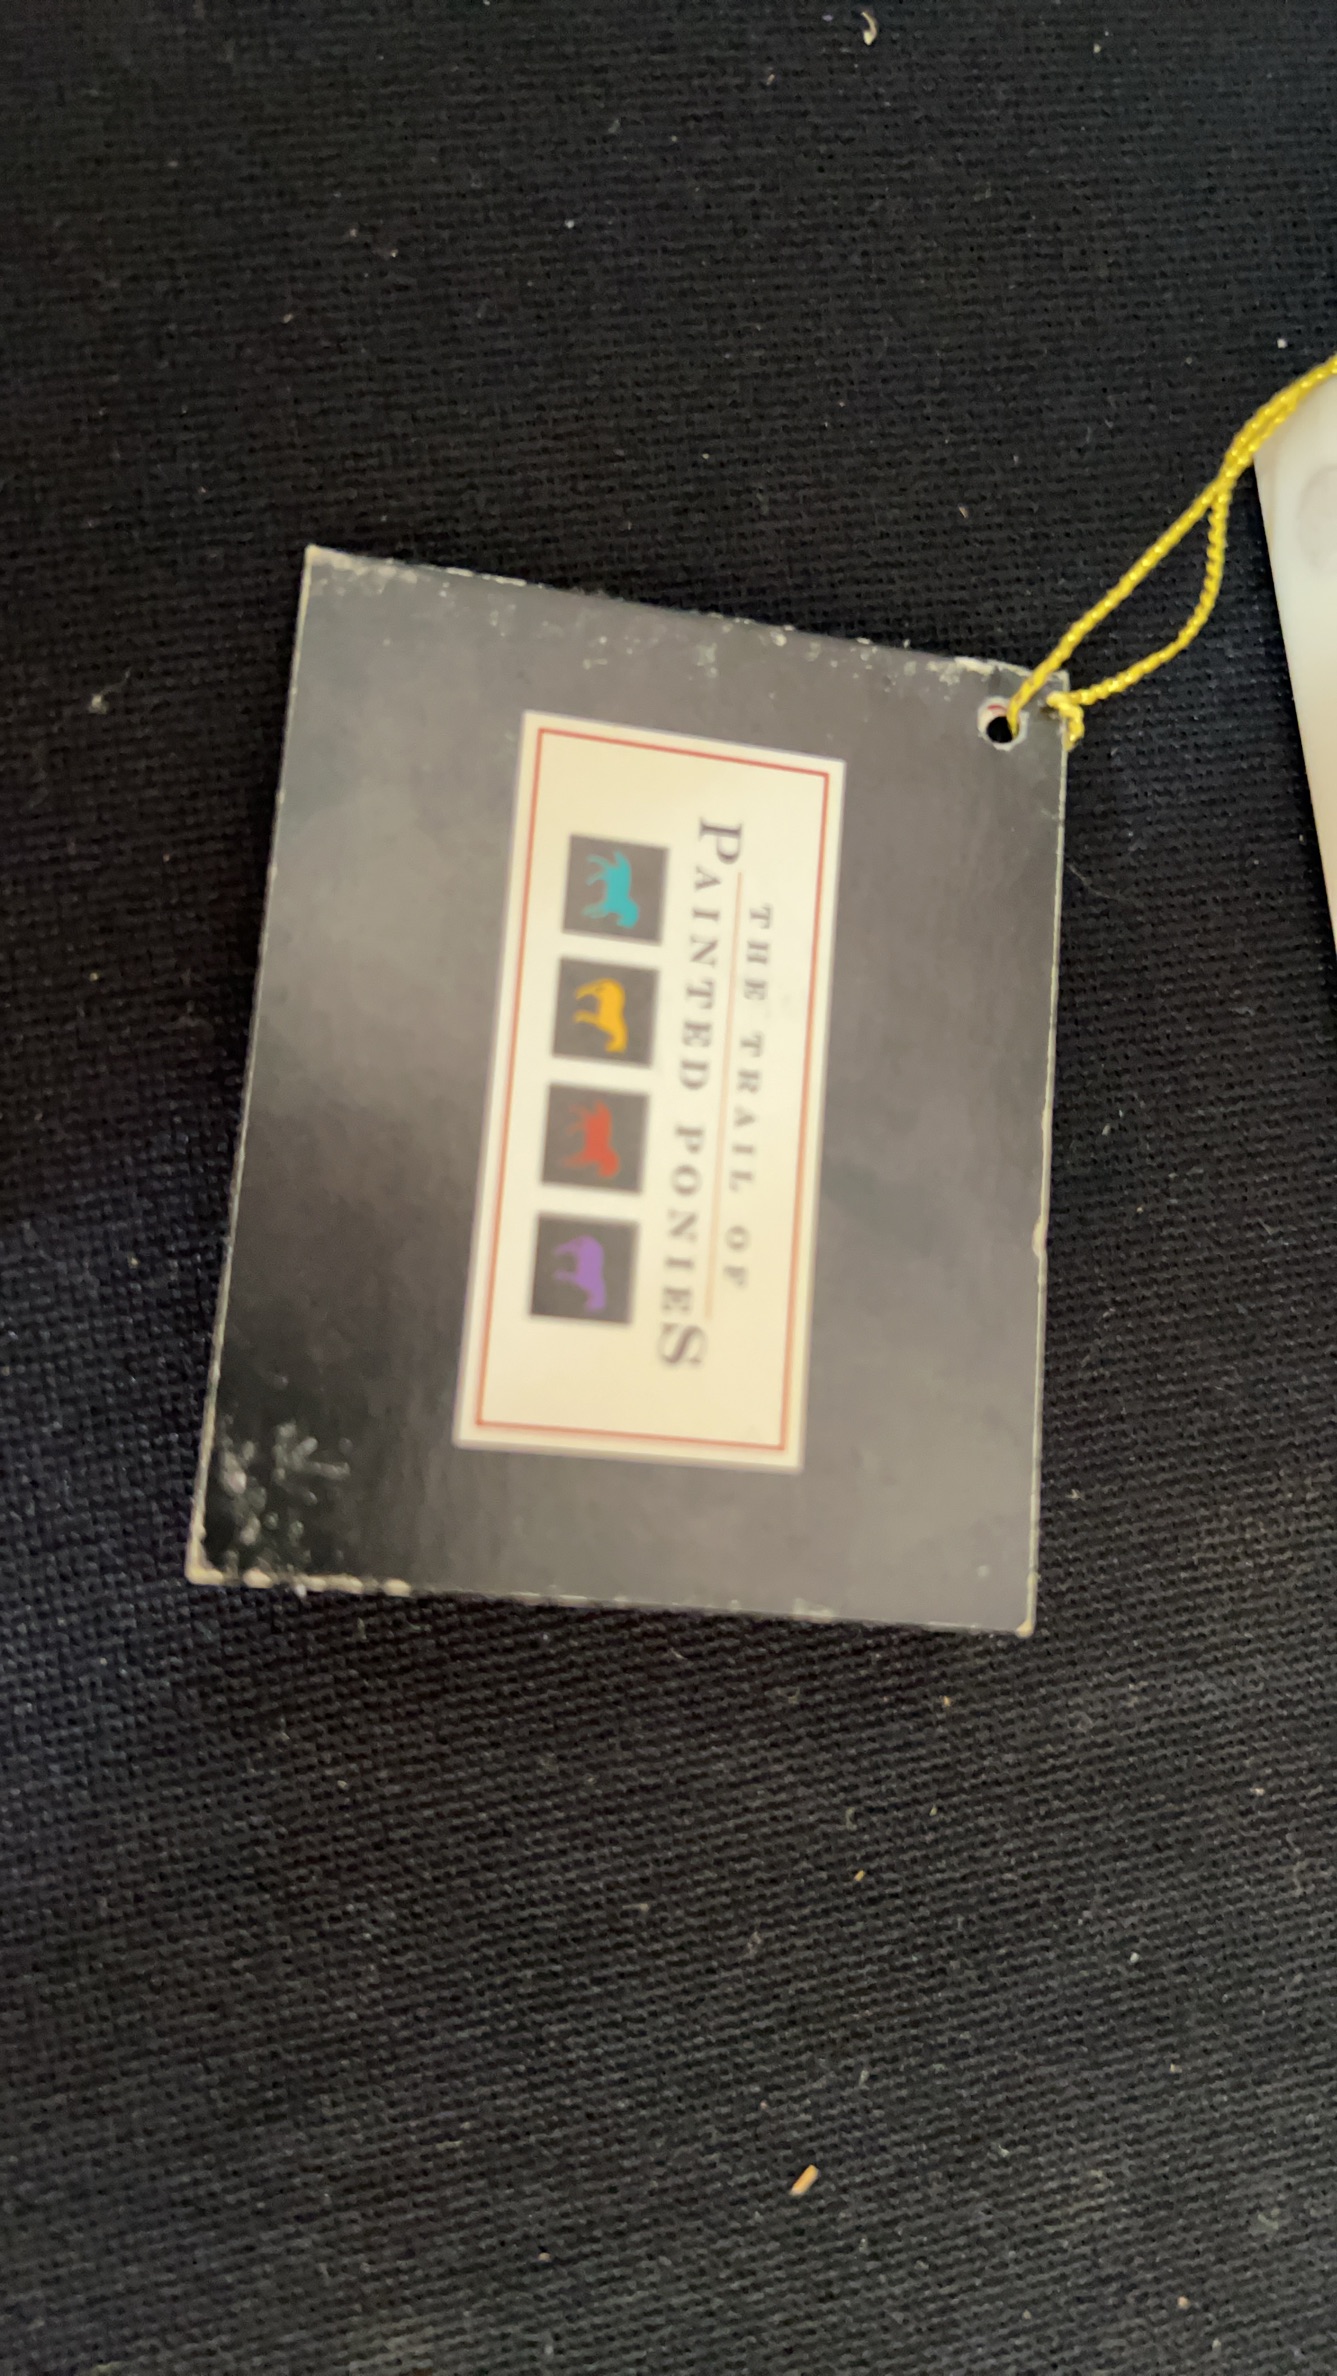 THE TRAIL OF
PAINTED PONIES